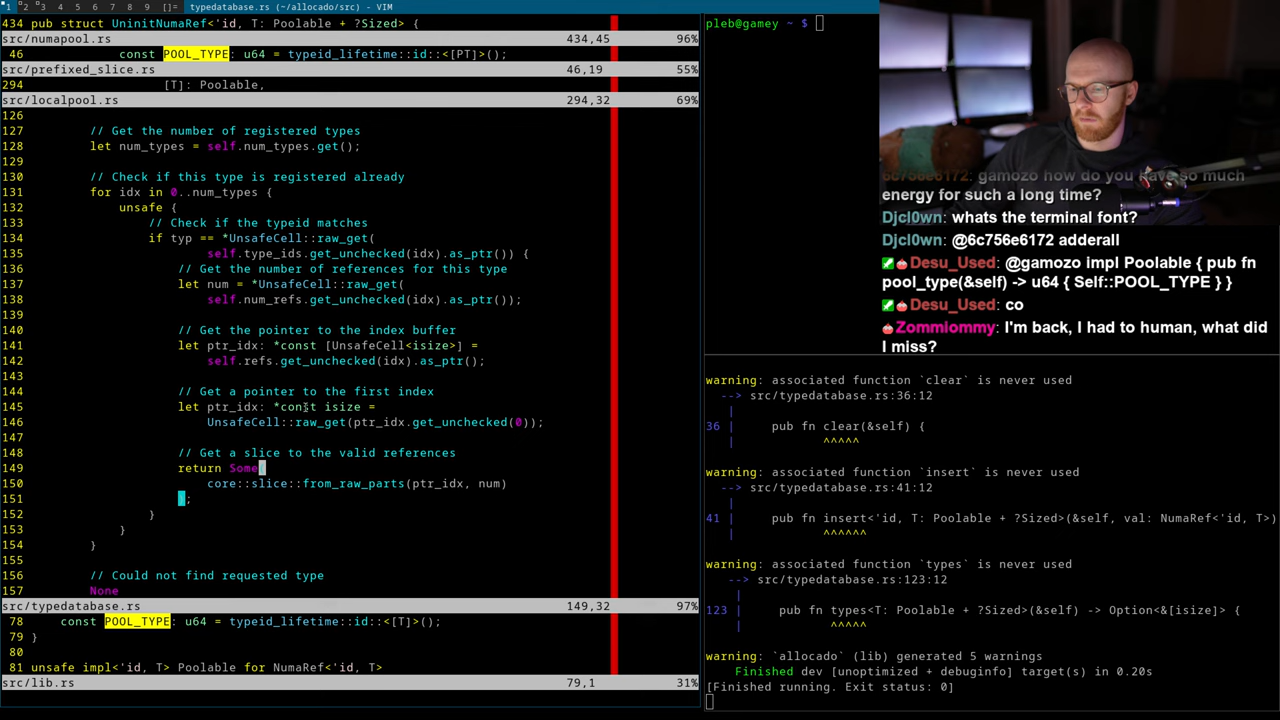 1 2 3 4 5 6 7 8 9 []= typedatabase.rs (~/allocado/src) - VIM
434 pub struct UninitNumaRef<'id, T: Poolable + ?Sized> {
src/numapool.rs 434,45 96%
46 const POOL_TYPE: u64 = typeid_lifetime::id::<[PT]>();
src/prefixed_slice.rs 46,19 55%
294 [T]: Poolable,
src/localpool.rs 294,32 69%
126
127 // Get the number of registered types
128 let num_types = self.num_types.get();
129
130 // Check if this type is registered already
131 for idx in 0..num_types {
132 unsafe {
133 // Check if the typeid matches
134 if typ == *UnsafeCell::raw_get(
135 self.type_ids.get_unchecked(idx).as_ptr()) {
136 // Get the number of references for this type
137 let num = *UnsafeCell::raw_get(
138 self.num_refs.get_unchecked(idx).as_ptr());
139
140 // Get the pointer to the index buffer
141 let ptr_idx: *const [UnsafeCell<isize>] =
142 self.refs.get_unchecked(idx).as_ptr();
143
144 // Get a pointer to the first index
145 let ptr_idx: *const isize =
146 UnsafeCell::raw_get(ptr_idx.get_unchecked(0));
147
148 // Get a slice to the valid references
149 return Some(
150 core::slice::from_raw_parts(ptr_idx, num)
151 );
152 }
153 }
154 }
155
156 // Could not find requested type
157 None
src/typedatabase.rs 149,32 97%
78 const POOL_TYPE: u64 = typeid_lifetime::id::<[T]>();
79 }
80
81 unsafe impl<'id, T> Poolable for NumaRef<'id, T>
src/lib.rs 79,1 31%
pleb@gamey ~ $
6c756e6172: gamozo how do you have so much
energy for such a long time?
Djcl0wn: whats the terminal font?
Djcl0wn: @6c756e6172 adderall
Desu_Used: @gamozo impl Poolable { pub fn
pool_type(&self) -> u64 { Self::POOL_TYPE } }
Desu_Used: co
Zommiommy: I'm back, I had to human, what did
I miss?
warning: associated function `clear` is never used
--> src/typedatabase.rs:36:12
|
36 | pub fn clear(&self) {
| ^^^^^
warning: associated function `insert` is never used
--> src/typedatabase.rs:41:12
|
41 | pub fn insert<'id, T: Poolable + ?Sized>(&self, val: NumaRef<'id, T>)
| ^^^^^^
warning: associated function `types` is never used
--> src/typedatabase.rs:123:12
|
123 | pub fn types<T: Poolable + ?Sized>(&self) -> Option<&[isize]> {
| ^^^^^
warning: `allocado` (lib) generated 5 warnings
Finished dev [unoptimized + debuginfo] target(s) in 0.20s
[Finished running. Exit status: 0]